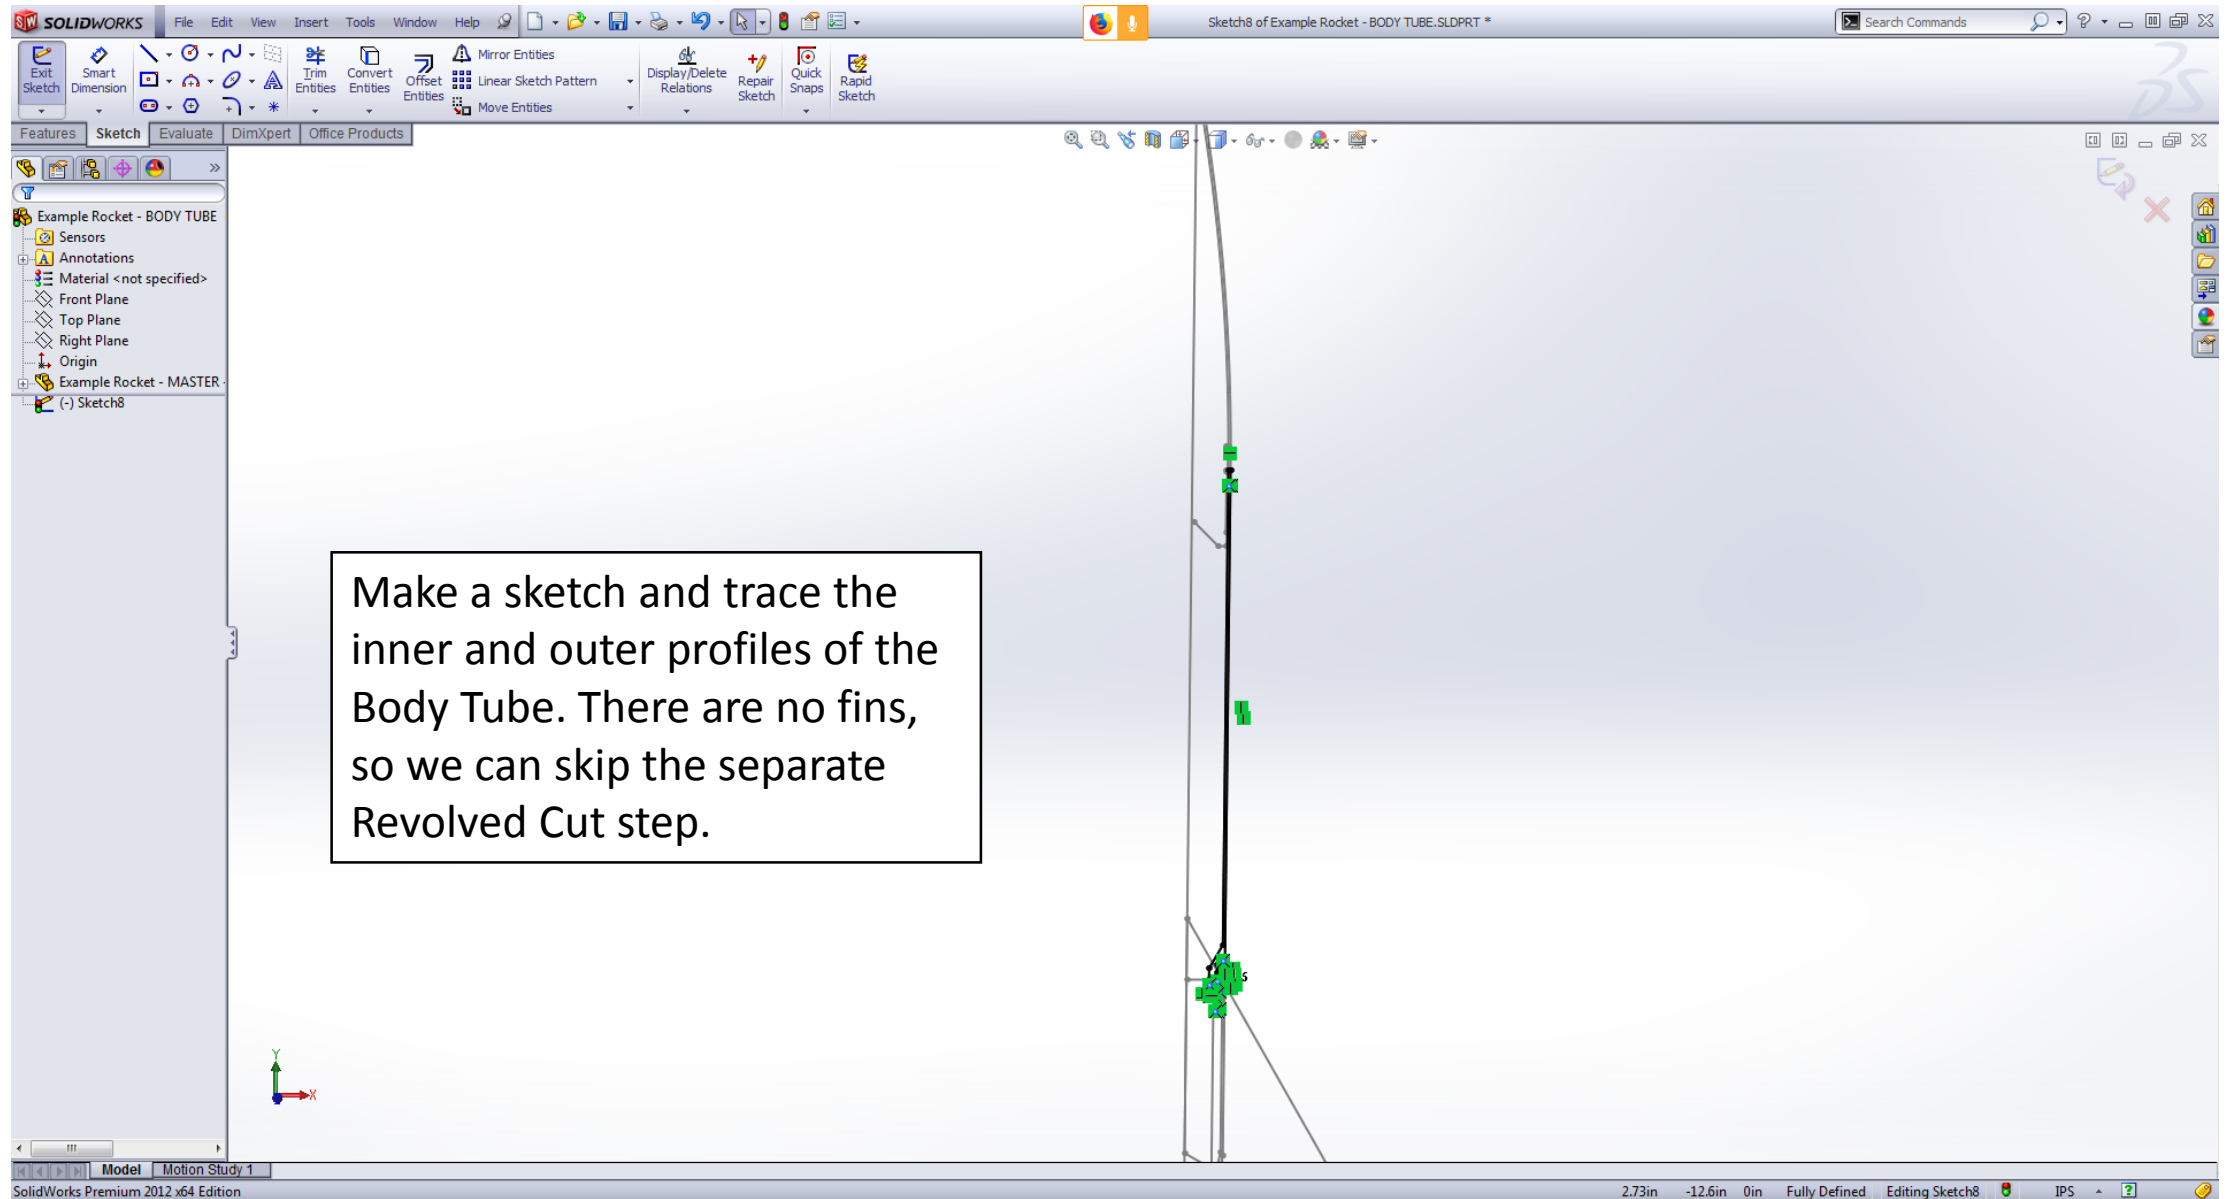 SOLIDWORKS File Edit View Insert Tools Window Help Sketch8 of Example Rocket - BODY TUBE.SLDPRT * Search Commands
Exit Sketch
Smart Dimension
Trim Entities
Convert Entities
Offset Entities
Mirror Entities
Linear Sketch Pattern
Move Entities
Display/Delete Relations
Repair Sketch
Quick Snaps
Rapid Sketch
Features Sketch Evaluate DimXpert Office Products
Example Rocket - BODY TUBE
Sensors
Annotations
Material <not specified>
Front Plane
Top Plane
Right Plane
Origin
Example Rocket - MASTER
(-) Sketch8
Make a sketch and trace the
inner and outer profiles of the
Body Tube. There are no fins,
so we can skip the separate
Revolved Cut step.
Y
X
Model Motion Study 1
SolidWorks Premium 2012 x64 Edition 2.73in -12.6in 0in Fully Defined Editing Sketch8 IPS